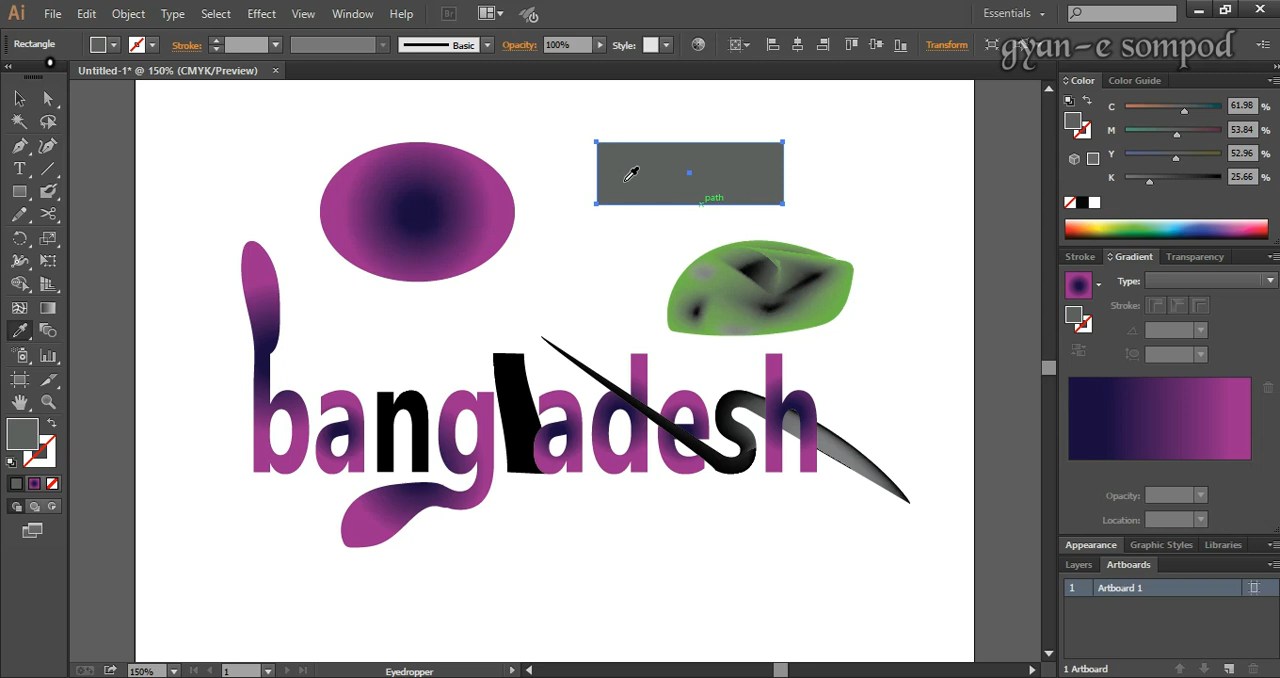 Ai File Edit Object Type Select Effect View Window Help Br Essentials
Rectangle Stroke: Basic Opacity: 100% Style: Transform
gyan-e sompod
Untitled-1* @ 150% (CMYK/Preview) ×
Color Color Guide
C 61.98 %
M 53.84 %
Y 52.96 %
K 25.66 %
path
Stroke Gradient Transparency
Type:
Stroke:
bangladesh
Opacity:
Location:
Appearance Graphic Styles Libraries
Layers Artboards
1 Artboard 1
150% 1 Eyedropper 1 Artboard